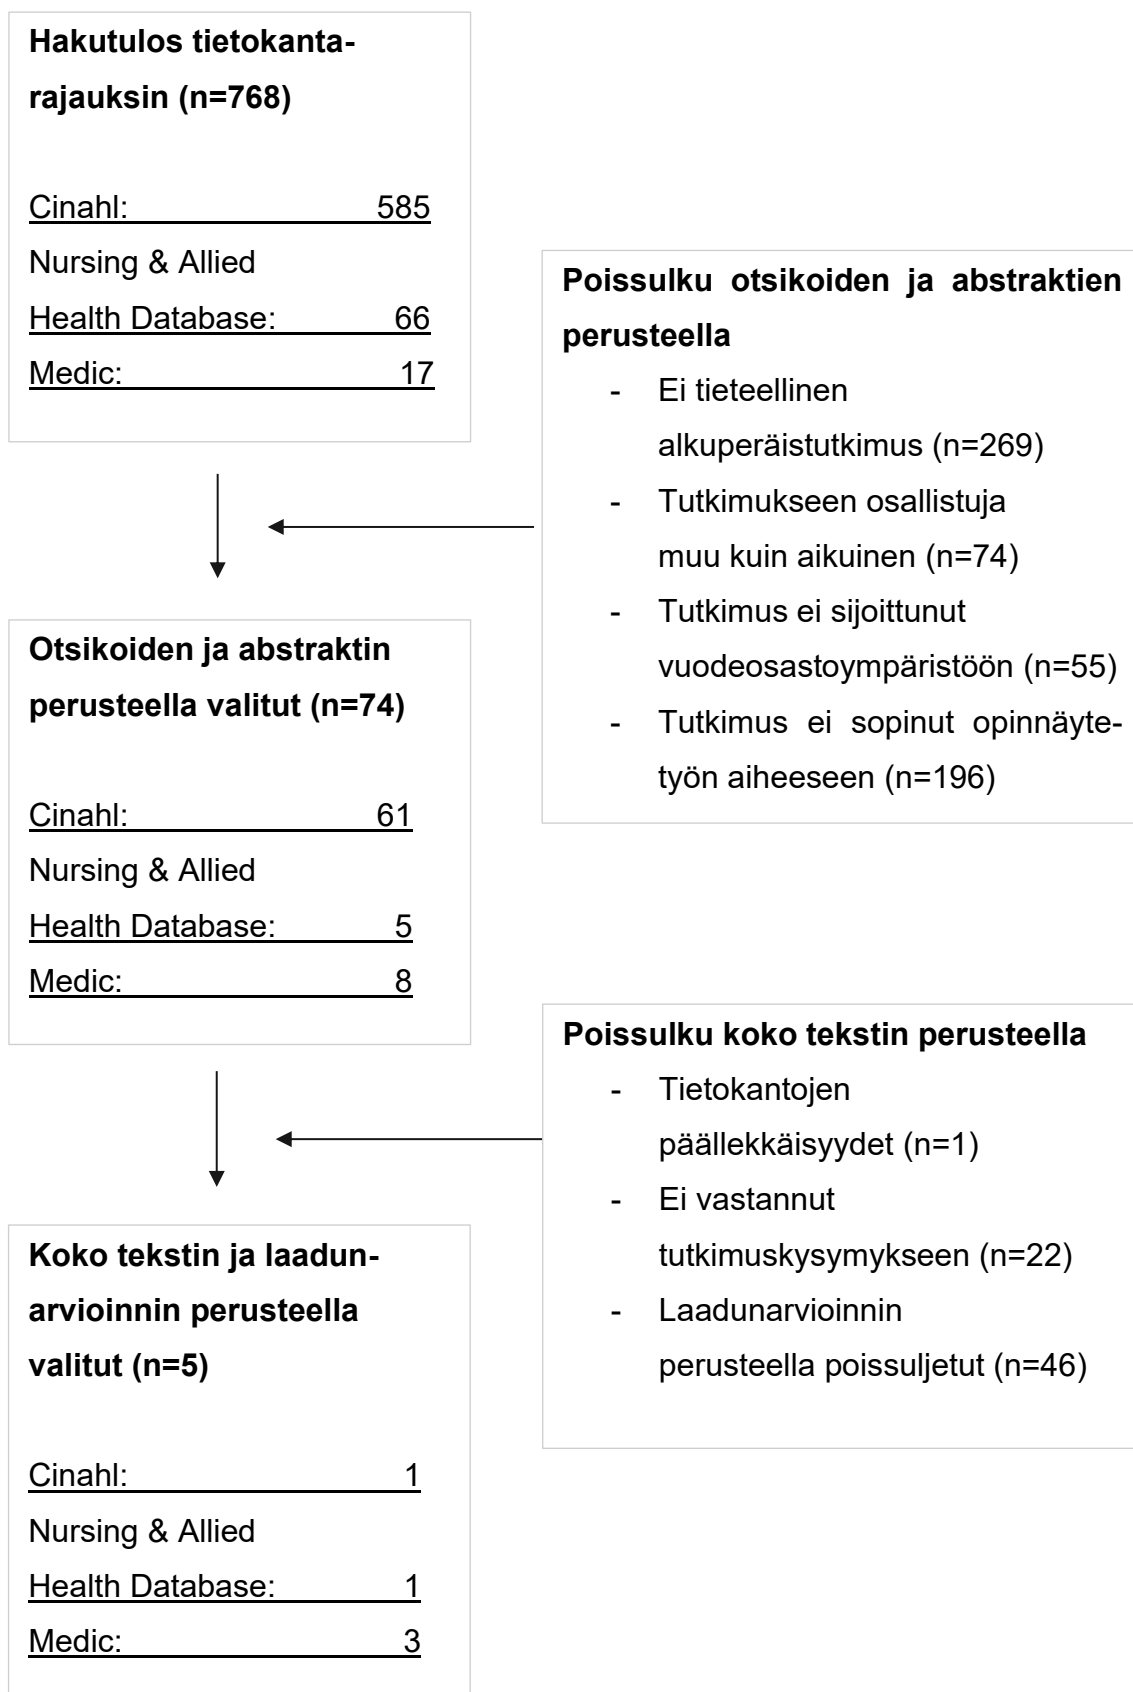 Hakutulos tietokanta-
rajauksin (n=768)
Cinahl: 585
Nursing & Allied
Health Database: 66
Medic: 17
Poissulku otsikoiden ja abstraktien
perusteella
- Ei tieteellinen
alkuperäistutkimus (n=269)
- Tutkimukseen osallistuja
muu kuin aikuinen (n=74)
- Tutkimus ei sijoittunut
vuodeosastoympäristöön (n=55)
- Tutkimus ei sopinut opinnäyte-
työn aiheeseen (n=196)
Otsikoiden ja abstraktin
perusteella valitut (n=74)
Cinahl: 61
Nursing & Allied
Health Database: 5
Medic: 8
Poissulku koko tekstin perusteella
- Tietokantojen
päällekkäisyydet (n=1)
- Ei vastannut
tutkimuskysymykseen (n=22)
- Laadunarvioinnin
perusteella poissuljetut (n=46)
Koko tekstin ja laadun-
arvioinnin perusteella
valitut (n=5)
Cinahl: 1
Nursing & Allied
Health Database: 1
Medic: 3